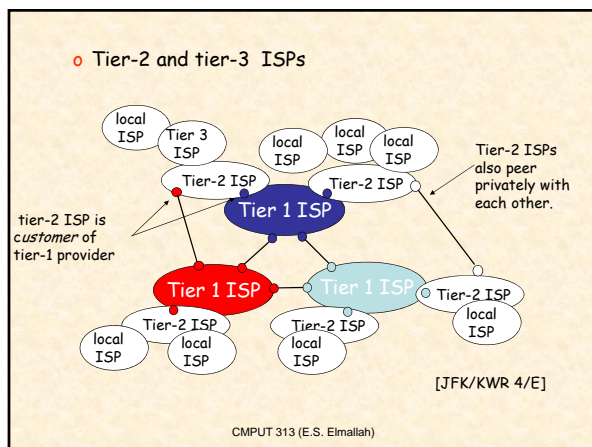 o Tier-2 and tier-3 ISPs
local
ISP
Tier 3
ISP
local
ISP
local
ISP
local
ISP
Tier-2 ISP
Tier-2 ISP
Tier-2 ISPs
also peer
privately with
each other.
tier-2 ISP is
customer of
tier-1 provider
Tier 1 ISP
Tier 1 ISP
Tier 1 ISP
Tier-2 ISP
local
ISP
Tier-2 ISP
local
ISP
local
ISP
Tier-2 ISP
local
ISP
[JFK/KWR 4/E]
CMPUT 313 (E.S. Elmallah)